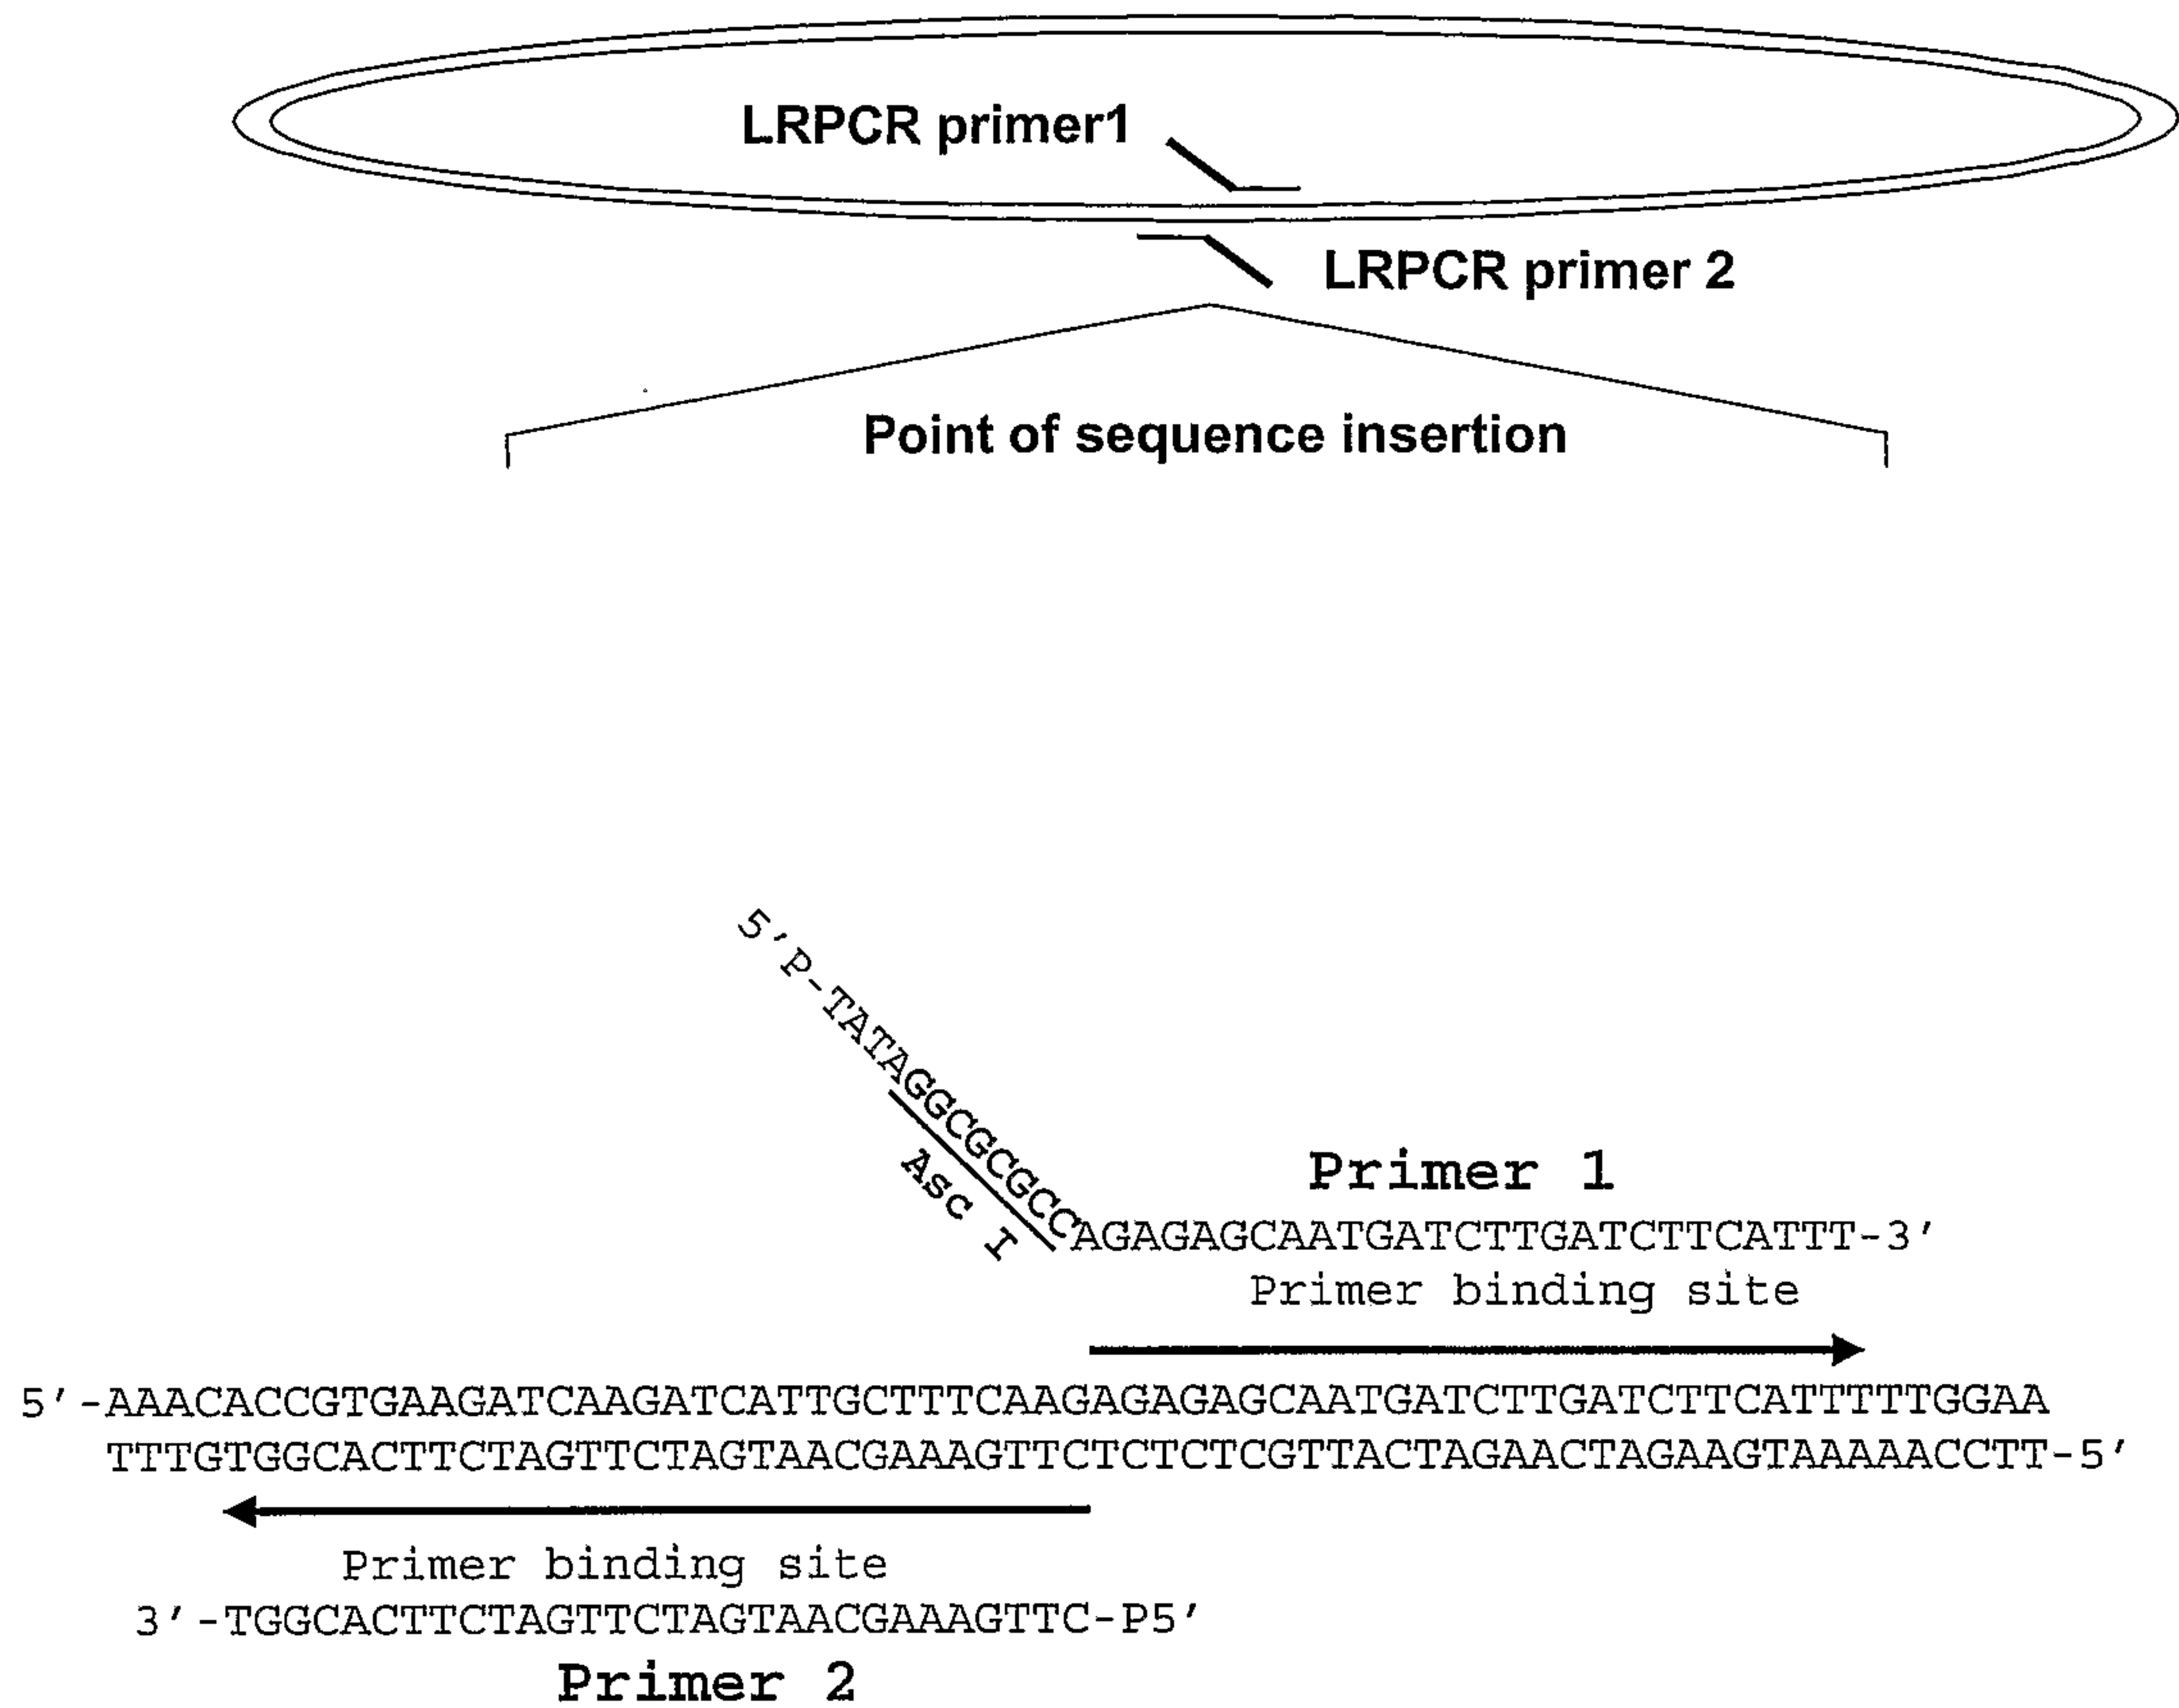 LRPCR primer1
LRPCR primer 2
Point of sequence insertion
5'P-TATAGGCGCGCC
Asc I
Primer 1
AGAGAGCAATGATCTTGATCTTCATTT-3'
Primer binding site
5'-AAACACCGTGAAGATCAAGATCATTGCTTTCAAGAGAGAGCAATGATCTTGATCTTCATTTTTGGAA
TTTGTGGCACTTCTAGTTCTAGTAACGAAAGTTCTCTCTCGTTACTAGAACTAGAAGTAAAAACCTT-5'
Primer binding site
3'-TGGCACTTCTAGTTCTAGTAACGAAAGTTC-P5'
Primer 2